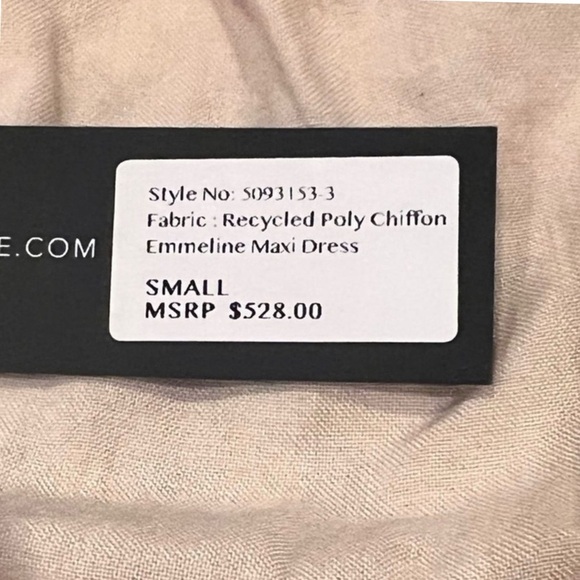 E.COM
Style No: 5093153-3
Fabric : Recycled Poly Chiffon
Emmeline Maxi Dress
SMALL
MSRP $528.00